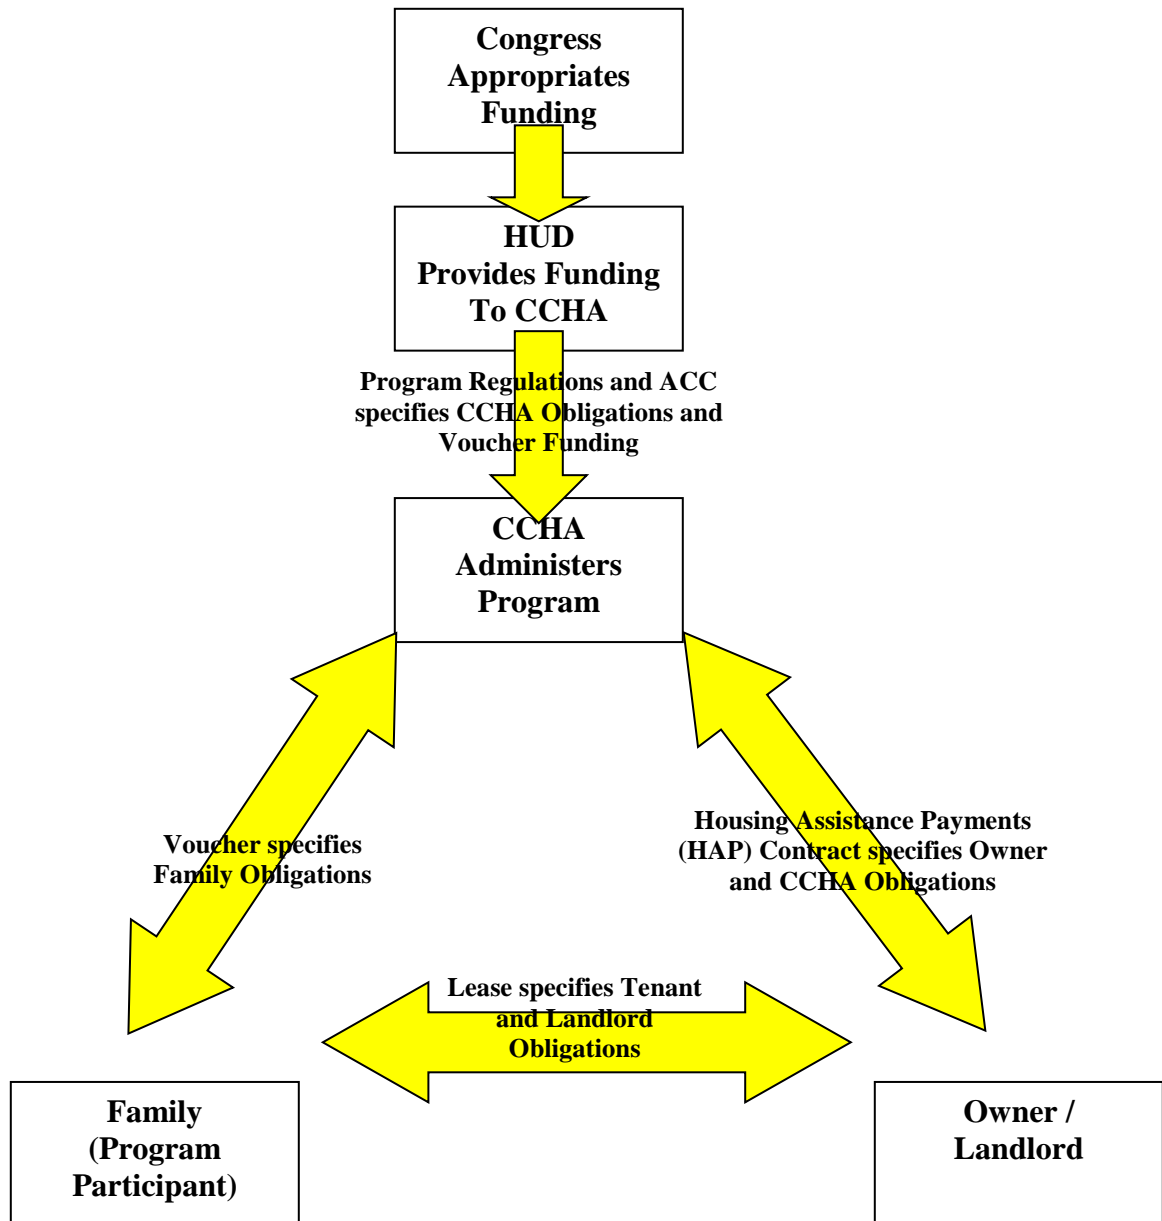 Congress
Appropriates
Funding
HUD
Provides Funding
To CCHA
Program Regulations and ACC
specifies CCHA Obligations and
Voucher Funding
CCHA
Administers
Program
Voucher specifies
Family Obligations
Housing Assistance Payments
(HAP) Contract specifies Owner
and CCHA Obligations
Lease specifies Tenant
and Landlord
Obligations
Family
(Program
Participant)
Owner /
Landlord